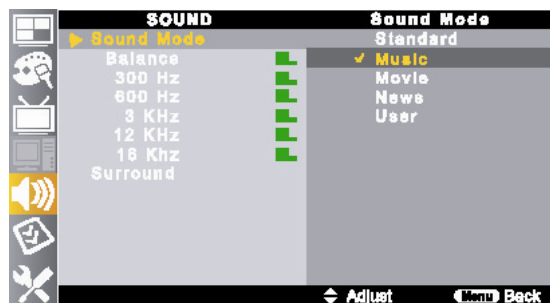 SOUND
Sound Mode
Balance
300 Hz
600 Hz
3 KHz
12 KHz
16 Khz
Surround
Sound Mode
Standard
Music
Movie
News
User
Adjust
Menu Back